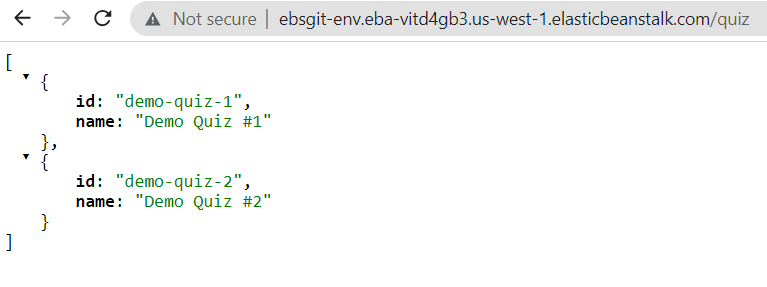 Not secure | ebsgit-env.eba-vitd4gb3.us-west-1.elasticbeanstalk.com/quiz
[
{
id: "demo-quiz-1",
name: "Demo Quiz #1"
},
{
id: "demo-quiz-2",
name: "Demo Quiz #2"
}
]